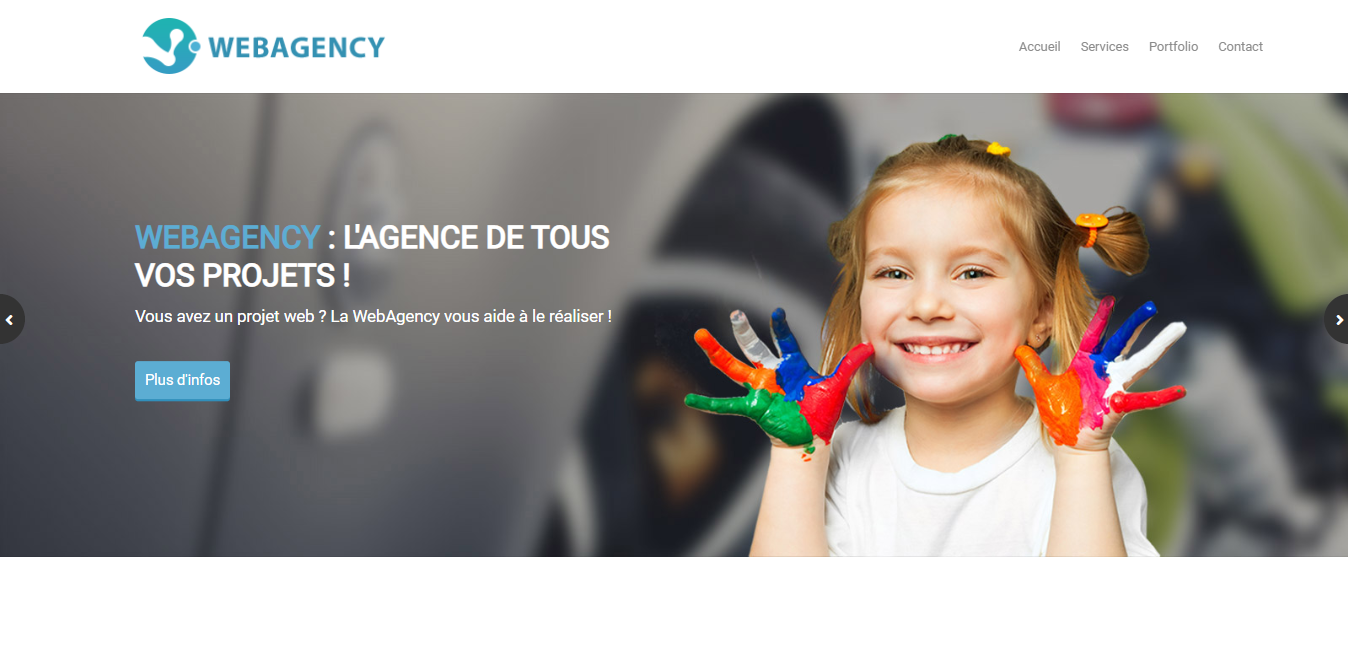 WEBAGENCY
Accueil Services Portfolio Contact
WEBAGENCY : L'AGENCE DE TOUS
VOS PROJETS !
Vous avez un projet web ? La WebAgency vous aide à le réaliser !
Plus d'infos